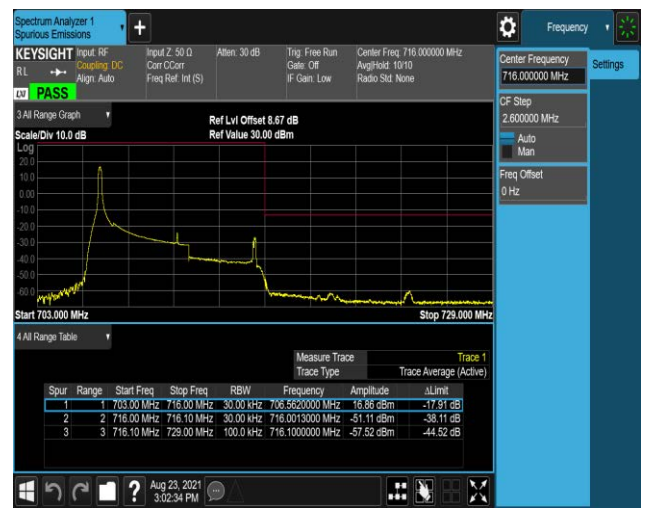 Spectrum Analyzer 1
Spurious Emissions
Frequency
KEYSIGHT
RL
PASS
Input: RF
Coupling: DC
Align: Auto
Input Z: 50 Ω
Corr CCorr
Freq Ref: Int (S)
Atten: 30 dB
Trig: Free Run
Gate: Off
IF Gain: Low
Center Freq: 716.000000 MHz
Avg|Hold: 10/10
Radio Std: None
Center Frequency
716.000000 MHz
Settings
CF Step
2.600000 MHz
Auto
Man
Freq Offset
0 Hz
3 All Range Graph
Scale/Div 10.0 dB
Ref Lvl Offset 8.67 dB
Ref Value 30.00 dBm
Log
20.0
10.0
0.00
-10.0
-20.0
-30.0
-40.0
-50.0
-60.0
Start 703.000 MHz
Stop 729.000 MHz
4 All Range Table
Measure Trace Trace 1
Trace Type Trace Average (Active)
Spur Range Start Freq Stop Freq RBW Frequency Amplitude ΔLimit
1 1 703.00 MHz 716.00 MHz 30.00 kHz 706.5620000 MHz 16.86 dBm -17.91 dB
2 2 716.00 MHz 716.10 MHz 30.00 kHz 716.0013000 MHz -51.11 dBm -38.11 dB
3 3 716.10 MHz 729.00 MHz 100.0 kHz 716.1000000 MHz -57.52 dBm -44.52 dB
?
Aug 23, 2021
3:02:34 PM